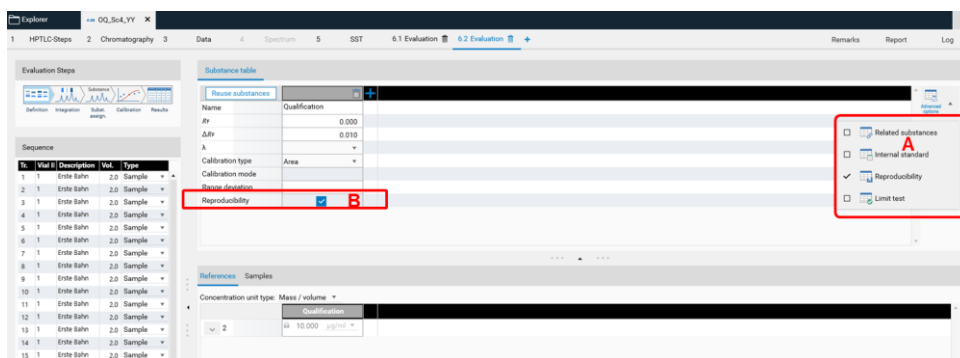 Explorer OQ_Sc4_YY
1 HPTLC-Steps 2 Chromatography 3 Data 4 Spectrum 5 SST 6.1 Evaluation 6.2 Evaluation + Remarks Report Log
Evaluation Steps
Substance
Definition Integration Subst. assign. Calibration Results
Sequence
Tr. Vial II Description Vol. Type
1 1 Erste Bahn 2.0 Sample
2 1 Erste Bahn 2.0 Sample
3 1 Erste Bahn 2.0 Sample
4 1 Erste Bahn 2.0 Sample
5 1 Erste Bahn 2.0 Sample
6 1 Erste Bahn 2.0 Sample
7 1 Erste Bahn 2.0 Sample
8 1 Erste Bahn 2.0 Sample
9 1 Erste Bahn 2.0 Sample
10 1 Erste Bahn 2.0 Sample
11 1 Erste Bahn 2.0 Sample
12 1 Erste Bahn 2.0 Sample
13 1 Erste Bahn 2.0 Sample
14 1 Erste Bahn 2.0 Sample
15 1 Erste Bahn 2.0 Sample
Substance table
Reuse substances
Name Qualification
RF 0.000
ΔRF 0.010
λ
Calibration type Area
Calibration mode
Range deviation
Reproducibility B
Advanced options
Related substances
A
Internal standard
Reproducibility
Limit test
References Samples
Concentration unit type: Mass / volume
Qualification
2 10.000 µg/ml